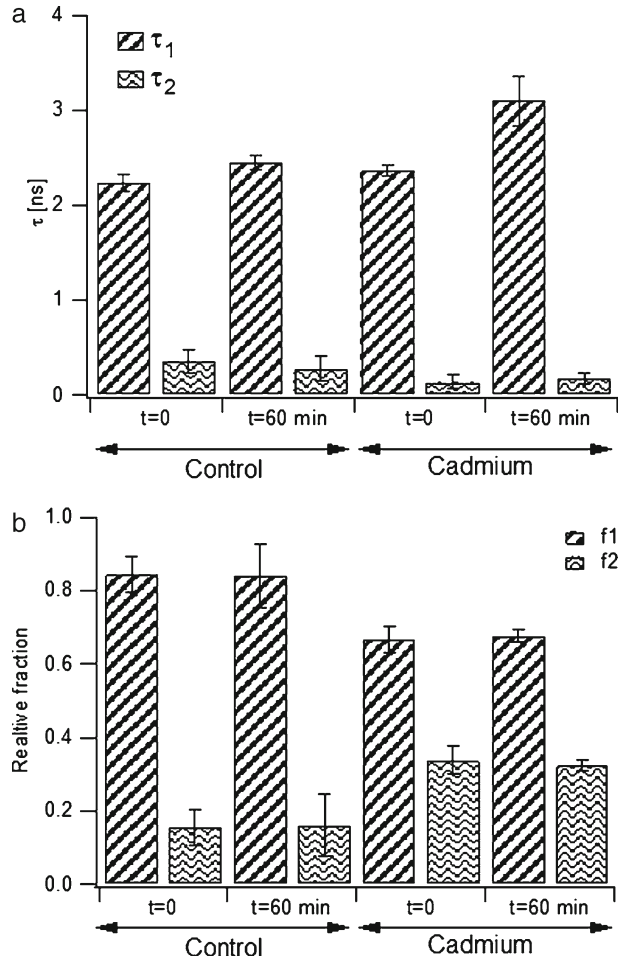 a
4
τ1
τ2
3
τ [ns]
2
1
0
t=0 t=60 min t=0 t=60 min
Control Cadmium
b
1.0
f1
f2
0.8
Realtive fraction
0.6
0.4
0.2
0.0
t=0 t=60 min t=0 t=60 min
Control Cadmium